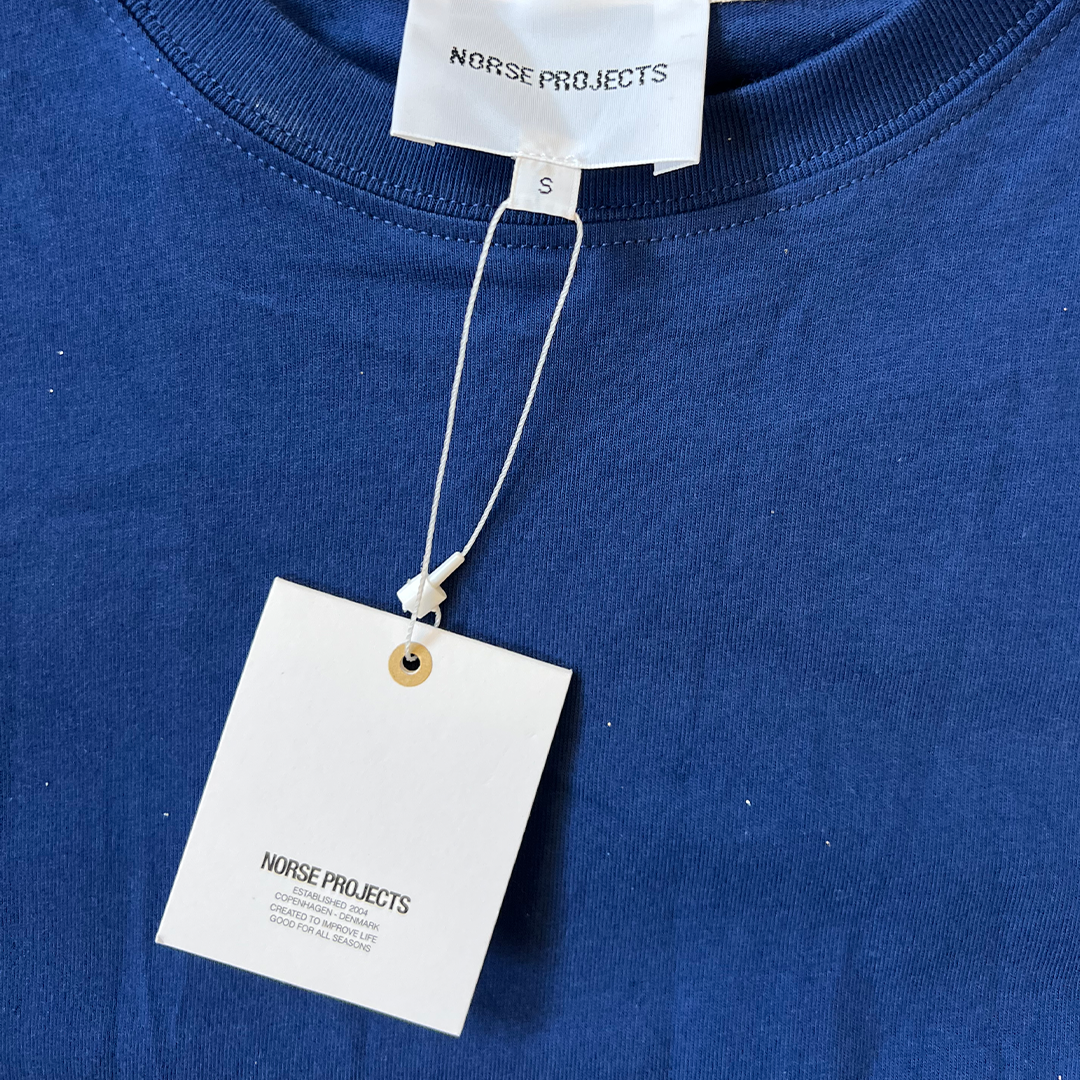 NORSE PROJECTS
S
NORSE PROJECTS
ESTABLISHED 2004
COPENHAGEN - DENMARK
CREATED TO IMPROVE LIFE
GOOD FOR ALL SEASONS